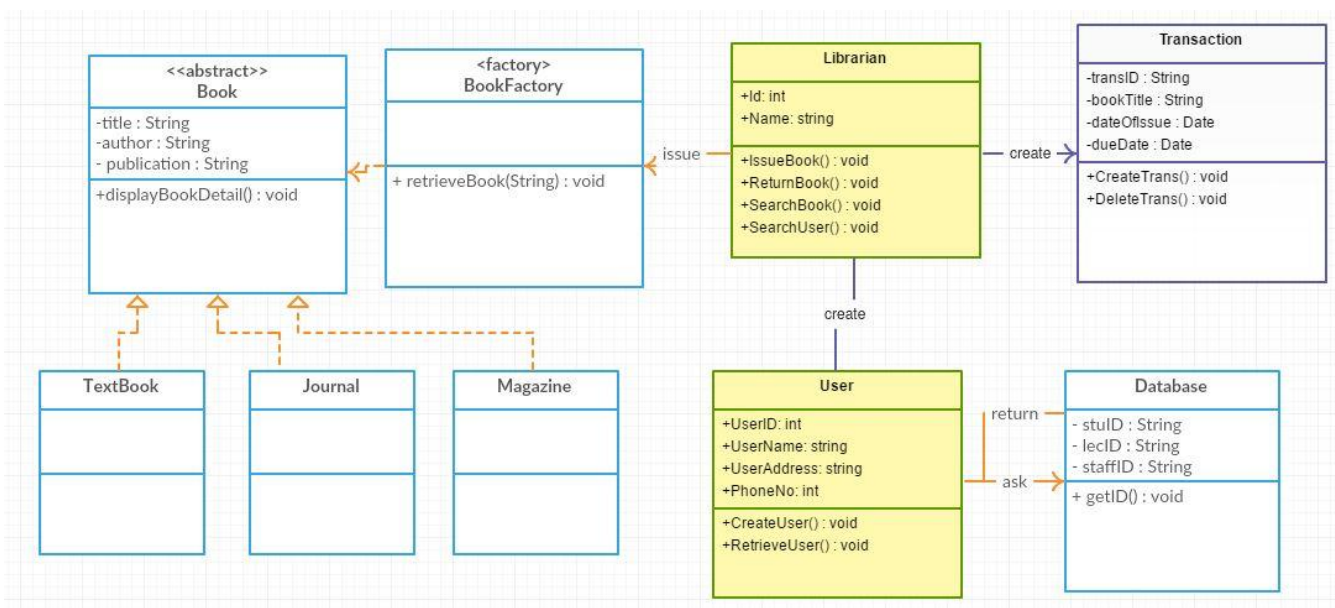 <<abstract>>
Book
-title : String
-author : String
- publication : String
+displayBookDetail() : void
<factory>
BookFactory
+ retrieveBook(String) : void
issue
Librarian
+Id: int
+Name: string
+IssueBook() : void
+ReturnBook() : void
+SearchBook() : void
+SearchUser() : void
create
Transaction
-transID : String
-bookTitle : String
-dateOfIssue : Date
-dueDate : Date
+CreateTrans() : void
+DeleteTrans() : void
create
TextBook
Journal
Magazine
User
+UserID: int
+UserName: string
+UserAddress: string
+PhoneNo: int
+CreateUser() : void
+RetrieveUser() : void
return
ask
Database
- stuID : String
- lecID : String
- staffID : String
+ getID() : void